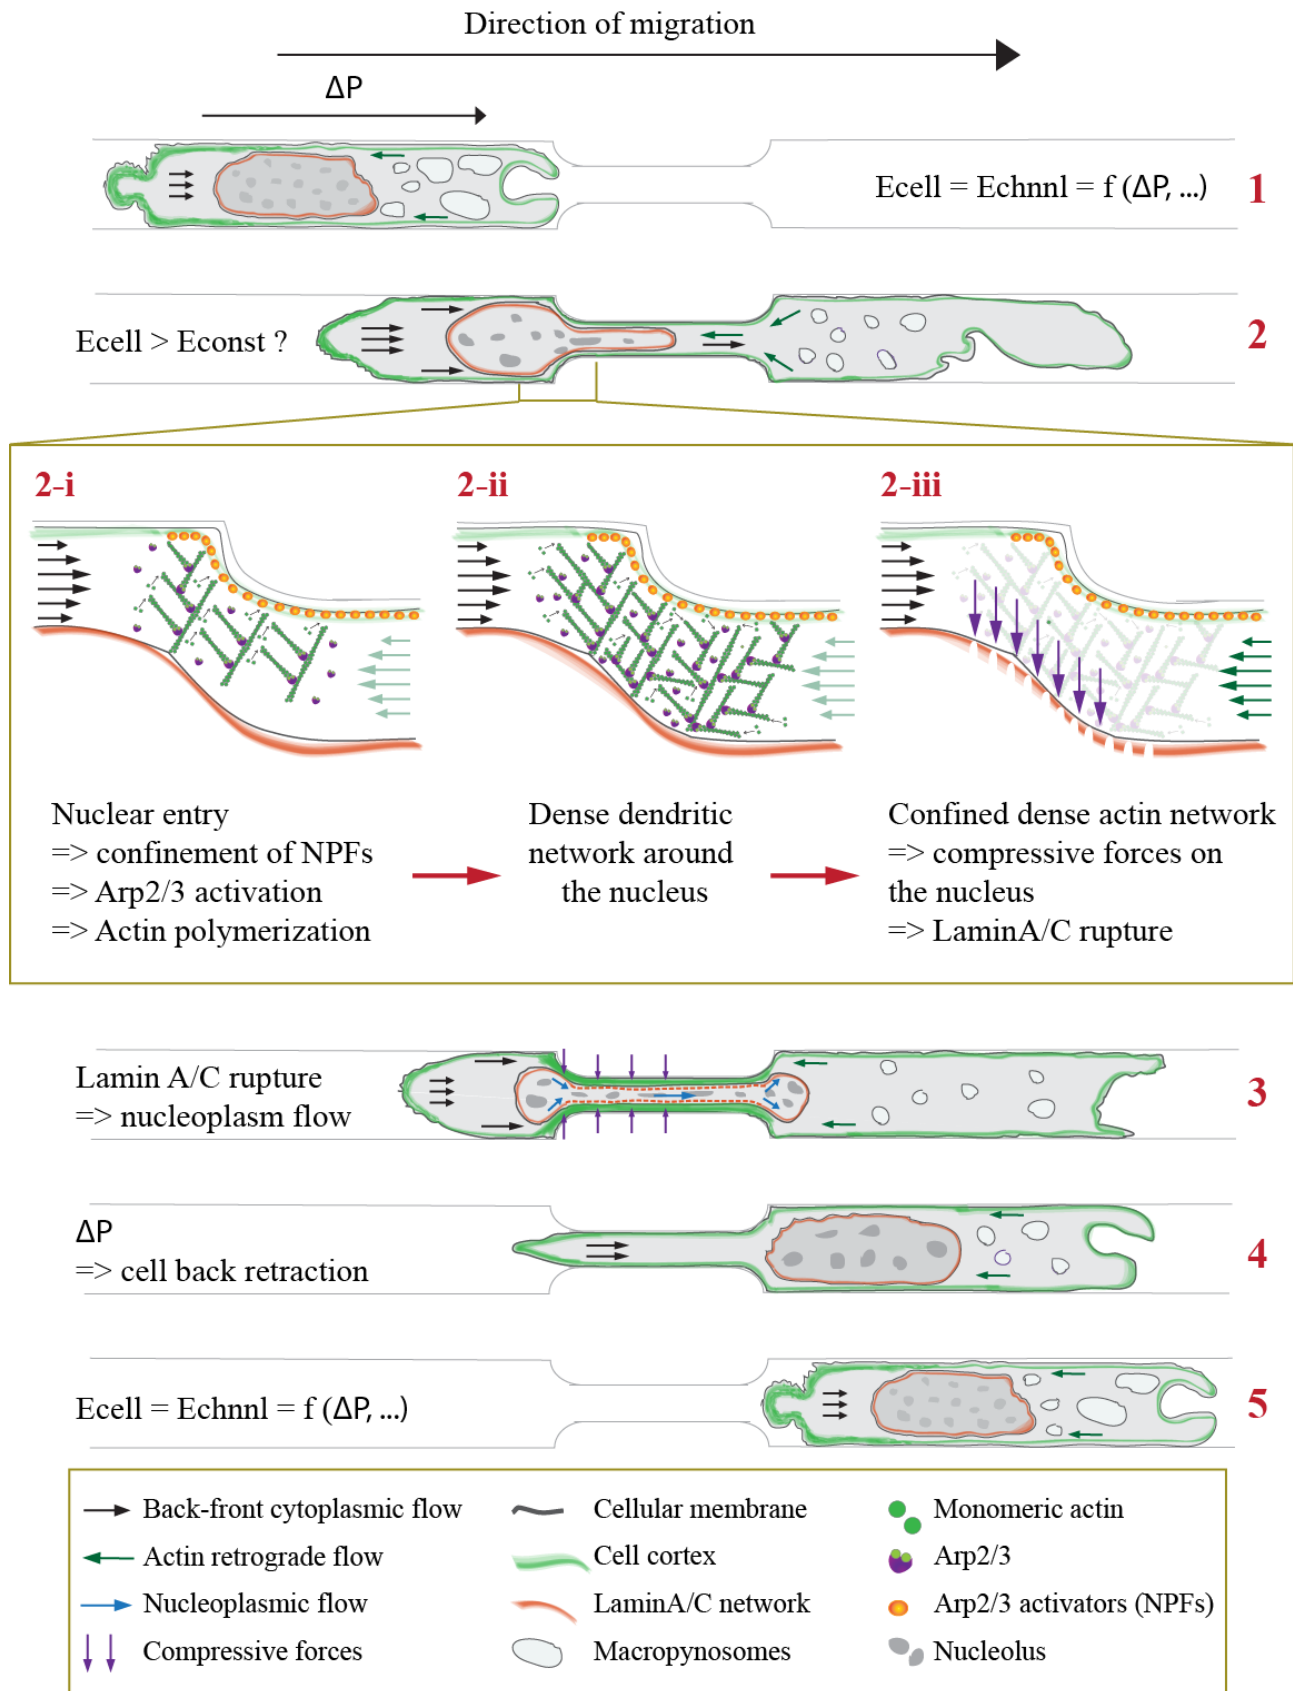 Direction of migration
ΔP
Ecell = Echnnl = f (ΔP, ...)
1
Ecell > Econst ?
2
2-i
2-ii
2-iii
Nuclear entry
=> confinement of NPFs
=> Arp2/3 activation
=> Actin polymerization
Dense dendritic
network around
the nucleus
Confined dense actin network
=> compressive forces on
the nucleus
=> LaminA/C rupture
Lamin A/C rupture
=> nucleoplasm flow
3
ΔP
=> cell back retraction
4
Ecell = Echnnl = f (ΔP, ...)
5
Back-front cytoplasmic flow
Actin retrograde flow
Nucleoplasmic flow
Compressive forces
Cellular membrane
Cell cortex
LaminA/C network
Macropynosomes
Monomeric actin
Arp2/3
Arp2/3 activators (NPFs)
Nucleolus